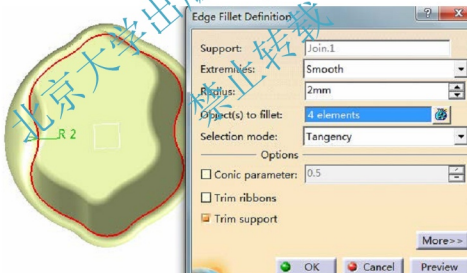 Edge Fillet Definition
Support: Join.1
Extremities: Smooth
Radius: 2mm
Object(s) to fillet: 4 elements
Selection mode: Tangency
Options
Conic parameter: 0.5
Trim ribbons
Trim support
More>>
OK Cancel Preview
R 2
北京大学出版
禁止转载